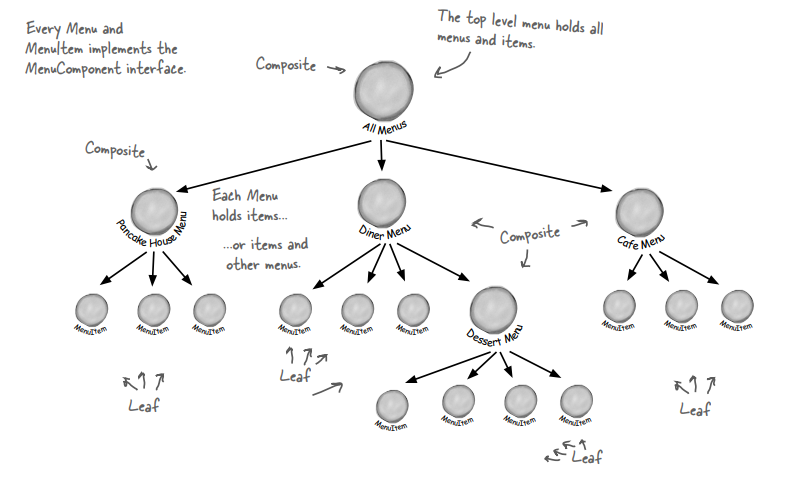 Every Menu and
MenuItem implements the
MenuComponent interface.
The top level menu holds all
menus and items.
Composite
All Menus
Composite
Pancake House Menu
Each Menu
holds items...
...or items and
other menus.
Diner Menu
Composite
Cafe Menu
MenuItem
MenuItem
MenuItem
MenuItem
MenuItem
MenuItem
Dessert Menu
MenuItem
MenuItem
MenuItem
Leaf
Leaf
Leaf
MenuItem
MenuItem
MenuItem
MenuItem
Leaf